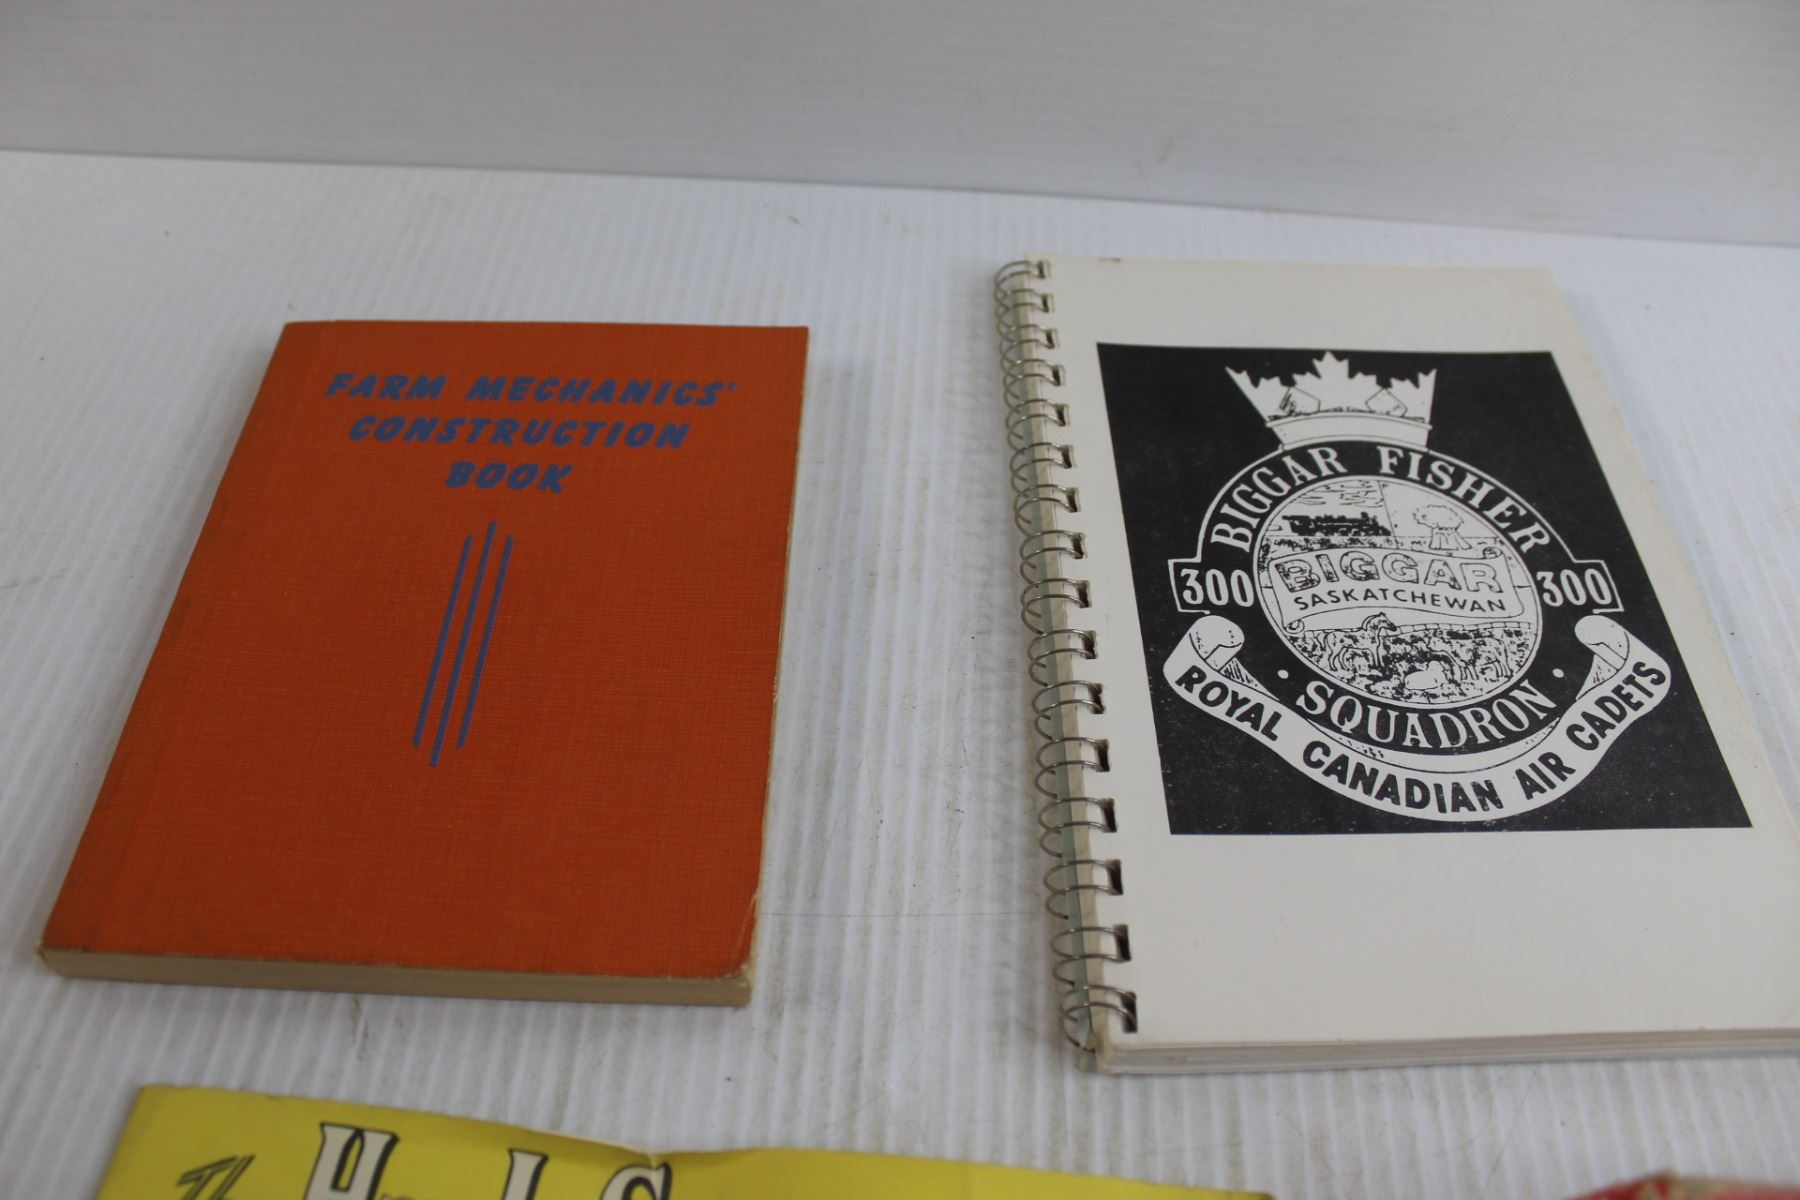 FARM MECHANICS'
CONSTRUCTION
BOOK
BIGGAR FISHER
300
BIGGAR
SASKATCHEWAN
300
SQUADRON
ROYAL CANADIAN AIR CADETS